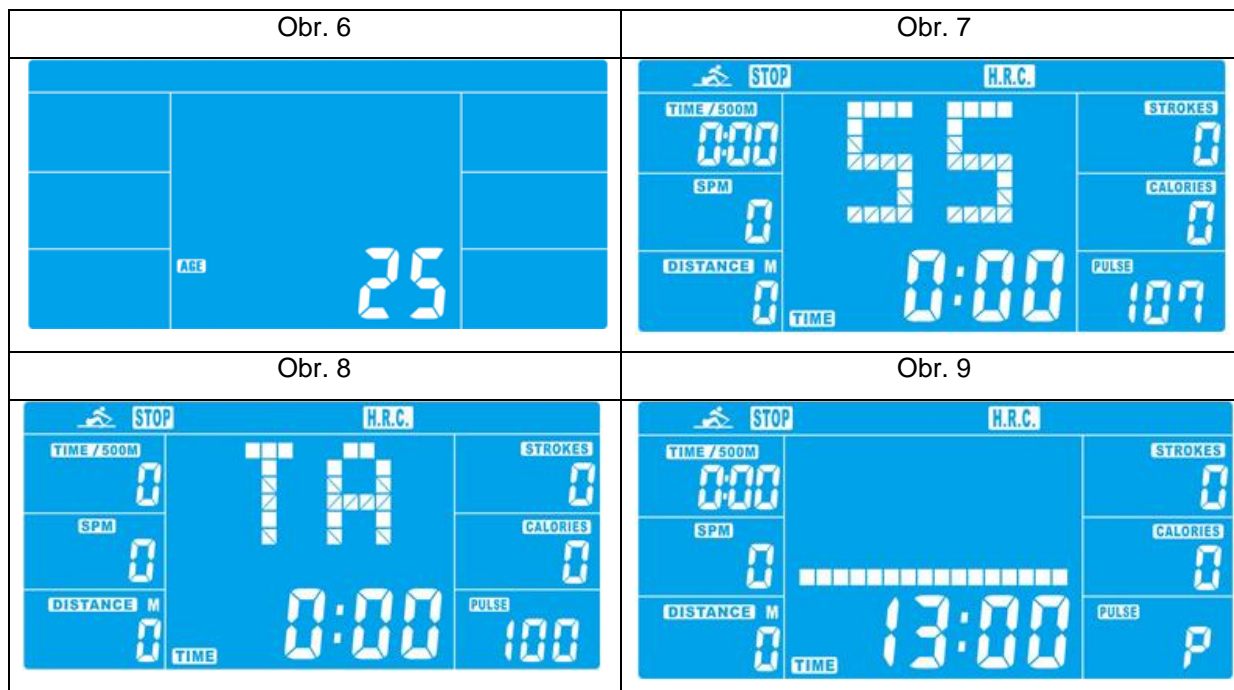 Obr. 6
AGE
25
Obr. 7
STOP H.R.C.
TIME / 500M
0:00
SPM
0
DISTANCE M
0
55
TIME 0:00
STROKES
0
CALORIES
0
PULSE
107
Obr. 8
STOP H.R.C.
TIME / 500M
0
SPM
0
DISTANCE M
0
TA
TIME 0:00
STROKES
0
CALORIES
0
PULSE
100
Obr. 9
STOP H.R.C.
TIME / 500M
0:00
SPM
0
DISTANCE M
0
TIME 13:00
STROKES
0
CALORIES
0
PULSE
P